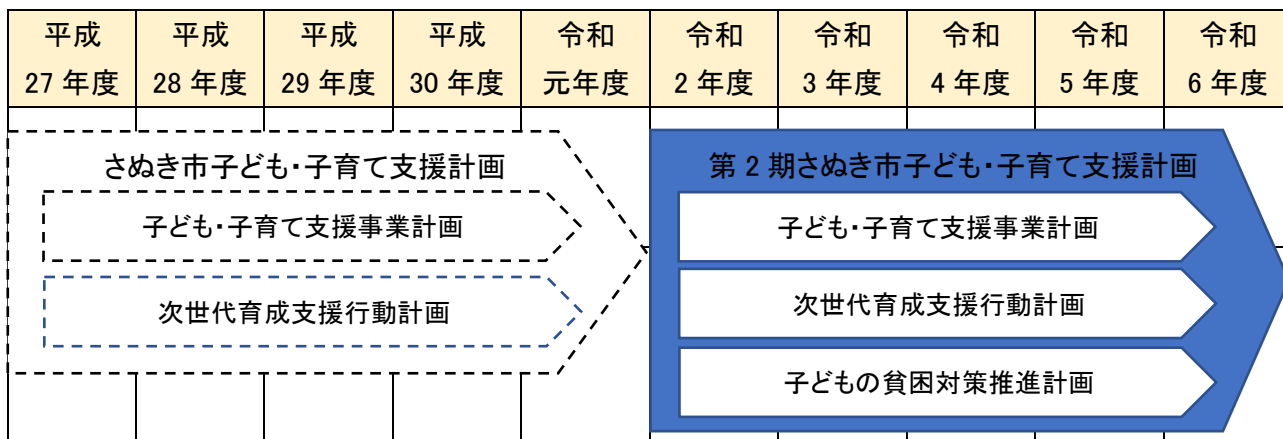 平成 平成 平成 平成 令和 令和 令和 令和 令和 令和
27 年度 28 年度 29 年度 30 年度 元年度 2 年度 3 年度 4 年度 5 年度 6 年度
さぬき市子ども・子育て支援計画
子ども・子育て支援事業計画
次世代育成支援行動計画
第 2 期さぬき市子ども・子育て支援計画
子ども・子育て支援事業計画
次世代育成支援行動計画
子どもの貧困対策推進計画